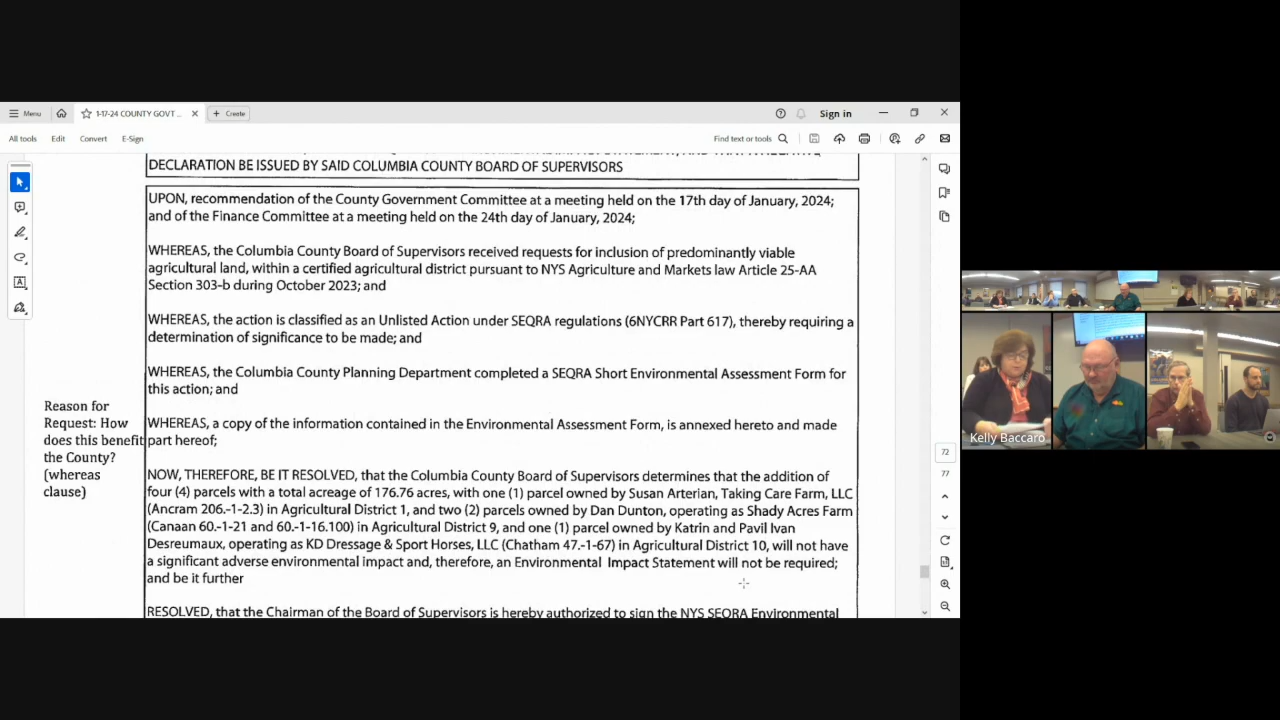 Menu
1-17-24 COUNTY GOVT ...
Create
Sign in
All tools
Edit
Convert
E-Sign
Find text or tools
DECLARATION BE ISSUED BY SAID COLUMBIA COUNTY BOARD OF SUPERVISORS
UPON, recommendation of the County Government Committee at a meeting held on the 17th day of January, 2024;
and of the Finance Committee at a meeting held on the 24th day of January, 2024;
WHEREAS, the Columbia County Board of Supervisors received requests for inclusion of predominantly viable
agricultural land, within a certified agricultural district pursuant to NYS Agriculture and Markets law Article 25-AA
Section 303-b during October 2023; and
WHEREAS, the action is classified as an Unlisted Action under SEQRA regulations (6NYCRR Part 617), thereby requiring a
determination of significance to be made; and
WHEREAS, the Columbia County Planning Department completed a SEQRA Short Environmental Assessment Form for
this action; and
Reason for
Request: How
does this benefit
the County?
(whereas
clause)
WHEREAS, a copy of the information contained in the Environmental Assessment Form, is annexed hereto and made
part hereof;
NOW, THEREFORE, BE IT RESOLVED, that the Columbia County Board of Supervisors determines that the addition of
four (4) parcels with a total acreage of 176.76 acres, with one (1) parcel owned by Susan Arterian, Taking Care Farm, LLC
(Ancram 206.-1-2.3) in Agricultural District 1, and two (2) parcels owned by Dan Dunton, operating as Shady Acres Farm
(Canaan 60.-1-21 and 60.-1-16.100) in Agricultural District 9, and one (1) parcel owned by Katrin and Pavil Ivan
Desreumaux, operating as KD Dressage & Sport Horses, LLC (Chatham 47.-1-67) in Agricultural District 10, will not have
a significant adverse environmental impact and, therefore, an Environmental Impact Statement will not be required;
and be it further
RESOLVED, that the Chairman of the Board of Supervisors is hereby authorized to sign the NYS SEQRA Environmental
72
77
Kelly Baccaro